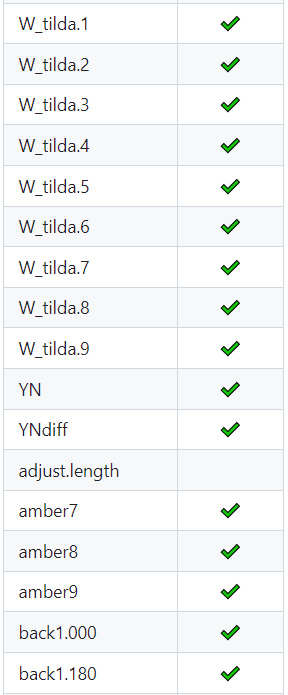 W_tilda.1 ✔
W_tilda.2 ✔
W_tilda.3 ✔
W_tilda.4 ✔
W_tilda.5 ✔
W_tilda.6 ✔
W_tilda.7 ✔
W_tilda.8 ✔
W_tilda.9 ✔
YN ✔
YNdiff ✔
adjust.length
amber7 ✔
amber8 ✔
amber9 ✔
back1.000 ✔
back1.180 ✔